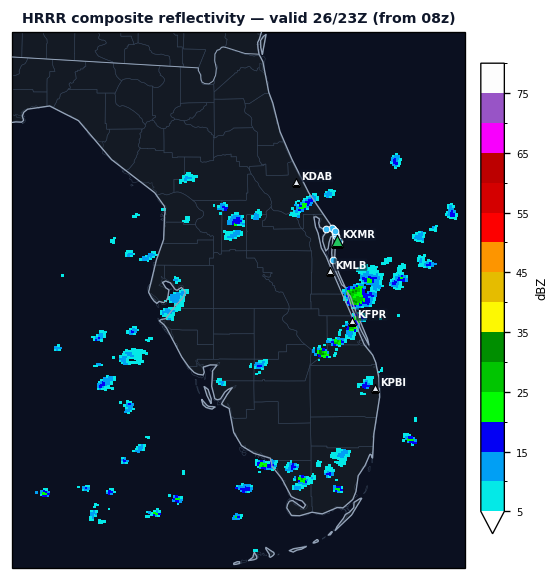 HRRR composite reflectivity — valid 26/23Z (from 08z)
KDAB
KXMR
KMLB
KFPR
KPBI
75
65
55
45
35
25
15
5
dBZ